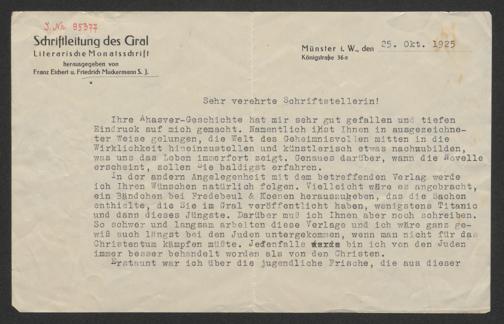 J. Nr. 95377
Schriftleitung des Gral
Literarische Monatsschrift
herausgegeben von
Franz Eichert u. Friedrich Muckermann S. J.
Münster i. W., den 25. Okt. 1925
Königstraße 36a
Sehr verehrte Schriftstellerin!
Ihre Ahasver-Geschichte hat mir sehr gut gefallen und tiefen
Eindruck auf mich gemacht. Namentlich ist Ihnen in ausgezeichne-
ter Weise gelungen, die Welt des Geheimnisvollen mitten in die
Wirklichkeit hineinzustellen und künstlerisch etwas nachzubilden,
was uns das Leben immerfort zeigt. Genaues darüber, wann die Novelle
erscheint, sollen Sie baldigst erfahren.
In der andern Angelegenheit mit dem betreffenden Verlag werde
ich Ihren Wünschen natürlich folgen. Vielleicht wäre es angebracht,
ein Bändchen bei Fredebeul & Koenen herauszugeben, das die Sachen
enthielte, die Sie im Gral veröffentlicht haben, wenigstens Titanic
und dann dieses Jüngste. Darüber muß ich Ihnen aber noch schreiben.
So schwer und langsam arbeiten diese Verlage und ich wäre ganz ge-
wiß auch längst bei den Juden untergekommen, wenn man nicht für das
Christentum kämpfen müßte. Jedenfalls bin ich von den Juden
immer besser behandelt worden als von den Christen.
Erstaunt war ich über die jugendliche Frische, die aus dieser